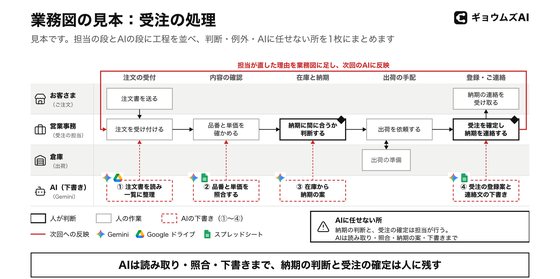 業務図の見本：受注の処理
ギョウムズAI
見本です。担当の段とAIの段に工程を並べ、判断・例外・AIに任せない所を1枚にまとめます
担当が直した理由を業務図に足し、次回のAIに反映
注文の受付
内容の確認
在庫と納期
出荷の手配
登録・ご連絡
お客さま
（ご注文）
注文書を送る
納期の連絡を
受け取る
営業事務
（受注の担当）
注文を受け付ける
品番と単価を
確かめる
納期に間に合うか
判断する
出荷を依頼する
受注を確定し
納期を連絡する
倉庫
（出荷）
出荷の準備
AI（下書き）
（Gemini）
① 注文書を読み
一覧に整理
② 品番と単価を
照合する
③ 在庫から
納期の案
④ 受注の登録案と
連絡文の下書き
人が判断
人の作業
AIの下書き（①〜④）
次回への反映
Gemini
Google ドライブ
スプレッドシート
AIに任せない所
納期の判断と、受注の確定は担当が行う。
AIは読み取り・照合・納期の案・下書きまで
AIは読み取り・照合・下書きまで、納期の判断と受注の確定は人に残す